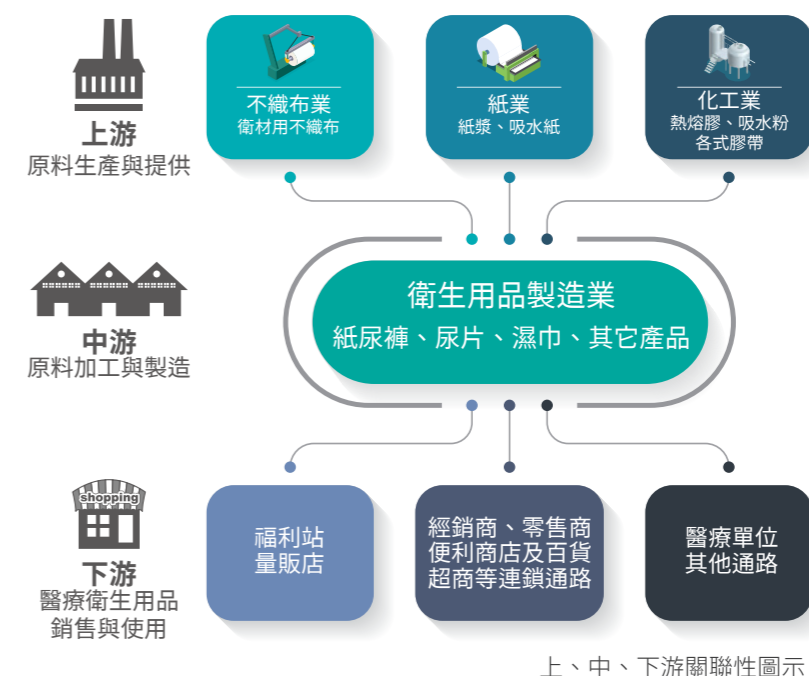 上游
原料生產與提供
不織布業
衛材用不織布
紙業
紙漿、吸水紙
化工業
熱熔膠、吸水粉
各式膠帶
中游
原料加工與製造
衛生用品製造業
紙尿褲、尿片、濕巾、其它產品
shopping
下游
醫療衛生用品
銷售與使用
福利站
量販店
經銷商、零售商
便利商店及百貨
超商等連鎖通路
醫療單位
其他通路
上、中、下游關聯性圖示